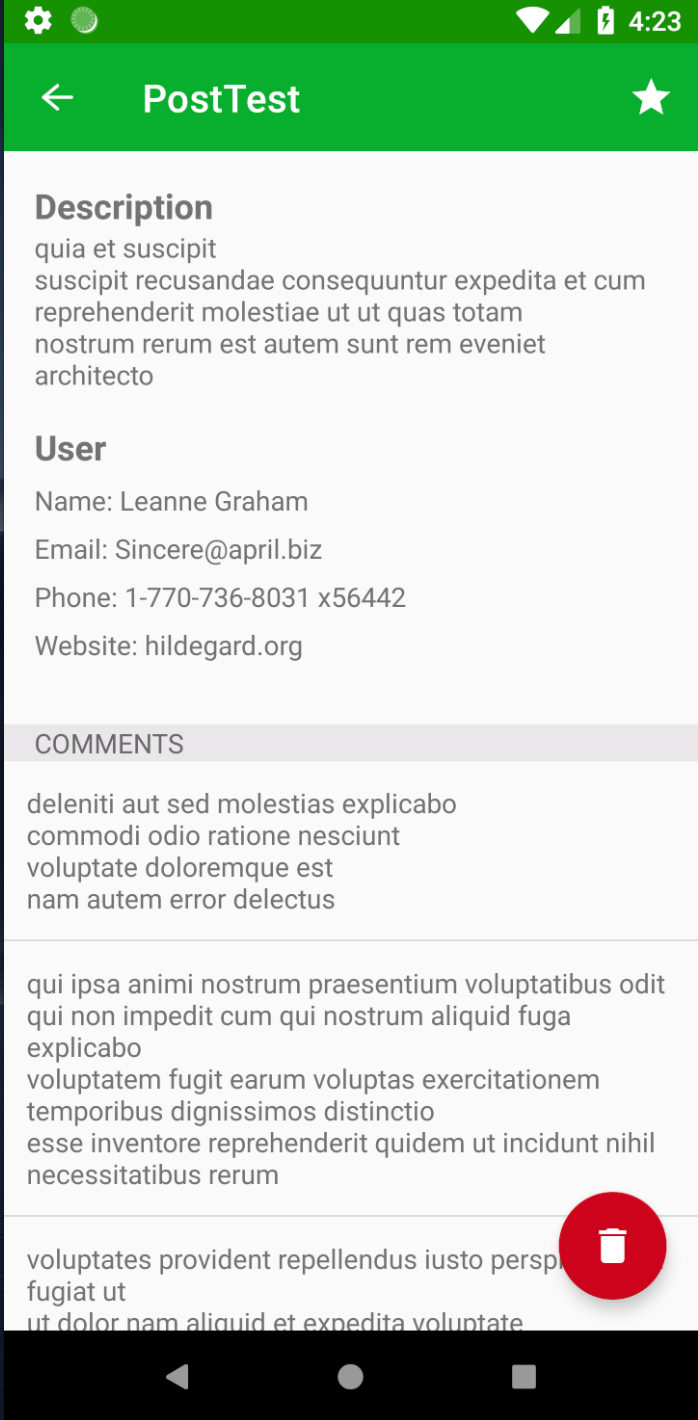 4:23
PostTest
Description
quia et suscipit
suscipit recusandae consequuntur expedita et cum
reprehenderit molestiae ut ut quas totam
nostrum rerum est autem sunt rem eveniet
architecto
User
Name: Leanne Graham
Email: Sincere@april.biz
Phone: 1-770-736-8031 x56442
Website: hildegard.org
COMMENTS
deleniti aut sed molestias explicabo
commodi odio ratione nesciunt
voluptate doloremque est
nam autem error delectus
qui ipsa animi nostrum praesentium voluptatibus odit
qui non impedit cum qui nostrum aliquid fuga
explicabo
voluptatem fugit earum voluptas exercitationem
temporibus dignissimos distinctio
esse inventore reprehenderit quidem ut incidunt nihil
necessitatibus rerum
voluptates provident repellendus iusto
fugiat ut
ut dolor nam aliquid et expedita voluptate